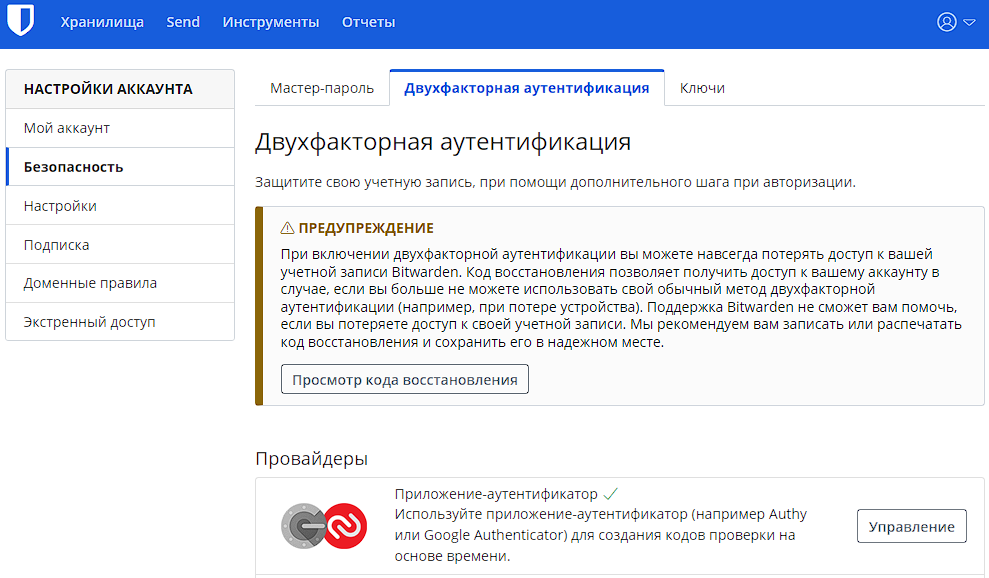 Хранилища Send Инструменты Отчеты
НАСТРОЙКИ АККАУНТА
Мой аккаунт
Безопасность
Настройки
Подписка
Доменные правила
Экстренный доступ
Мастер-пароль Двухфакторная аутентификация Ключи
Двухфакторная аутентификация
Защитите свою учетную запись, при помощи дополнительного шага при авторизации.
ПРЕДУПРЕЖДЕНИЕ
При включении двухфакторной аутентификации вы можете навсегда потерять доступ к вашей
учетной записи Bitwarden. Код восстановления позволяет получить доступ к вашему аккаунту в
случае, если вы больше не можете использовать свой обычный метод двухфакторной
аутентификации (например, при потере устройства). Поддержка Bitwarden не сможет вам помочь,
если вы потеряете доступ к своей учетной записи. Мы рекомендуем вам записать или распечатать
код восстановления и сохранить его в надежном месте.
Просмотр кода восстановления
Провайдеры
Приложение-аутентификатор
Используйте приложение-аутентификатор (например Authy
или Google Authenticator) для создания кодов проверки на
основе времени.
Управление